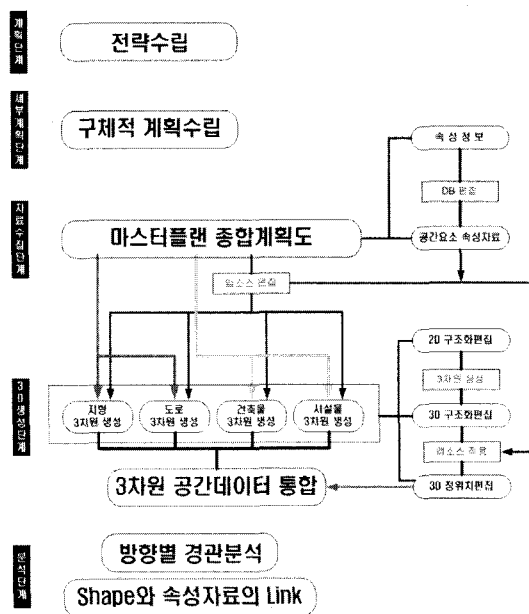 계획단계
전략수립
세부계획단계
구체적 계획수립
속성정보
DB 편집
자료수집단계
마스터플랜 종합계획도
공간요소 속성자료
2D 구조화편집
3차원 생성
3D생성단계
지형
3차원 생성
도로
3차원 생성
건축물
3차원 생성
시설물
3차원 생성
3D 구조화편집
3차원 공간데이터 통합
3D 정위치편집
분석단계
방향별 경관분석
Shape와 속성자료의 Link